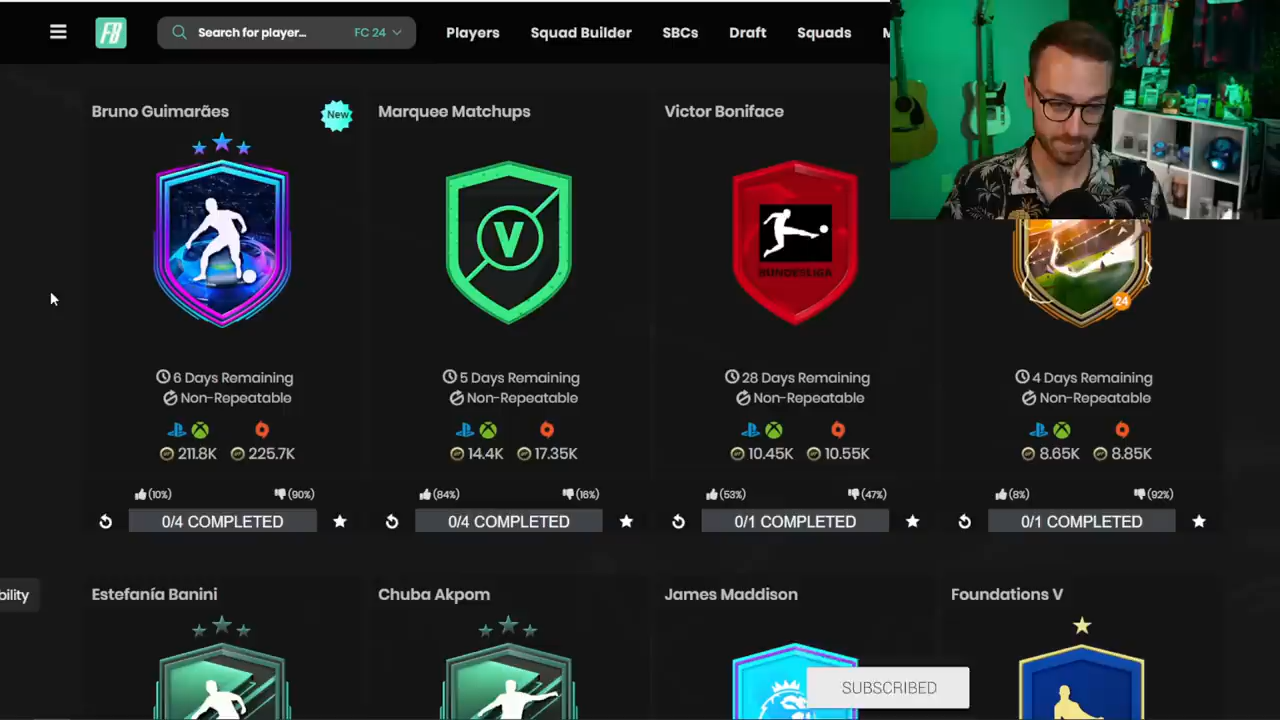 FB
Search for player...
FC 24
Players
Squad Builder
SBCs
Draft
Squads
M
Bruno Guimarães
New
Marquee Matchups
Victor Boniface
V
BUNDESLIGA
24
6 Days Remaining
Non-Repeatable
5 Days Remaining
Non-Repeatable
28 Days Remaining
Non-Repeatable
4 Days Remaining
Non-Repeatable
211.8K
225.7K
14.4K
17.35K
10.45K
10.55K
8.65K
8.85K
(10%)
(90%)
(84%)
(16%)
(53%)
(47%)
(8%)
(92%)
0/4 COMPLETED
0/4 COMPLETED
0/1 COMPLETED
0/1 COMPLETED
bility
Estefanía Banini
Chuba Akpom
James Maddison
Foundations V
SUBSCRIBED